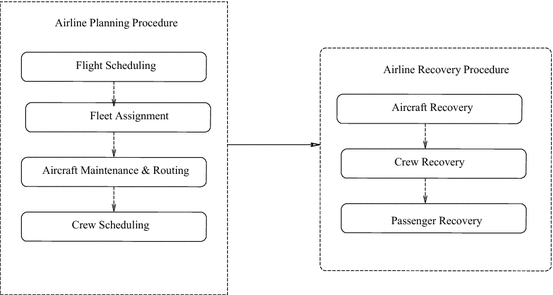 Airline Planning Procedure
Flight Scheduling
Fleet Assignment
Aircraft Maintenance & Routing
Crew Scheduling
Airline Recovery Procedure
Aircraft Recovery
Crew Recovery
Passenger Recovery